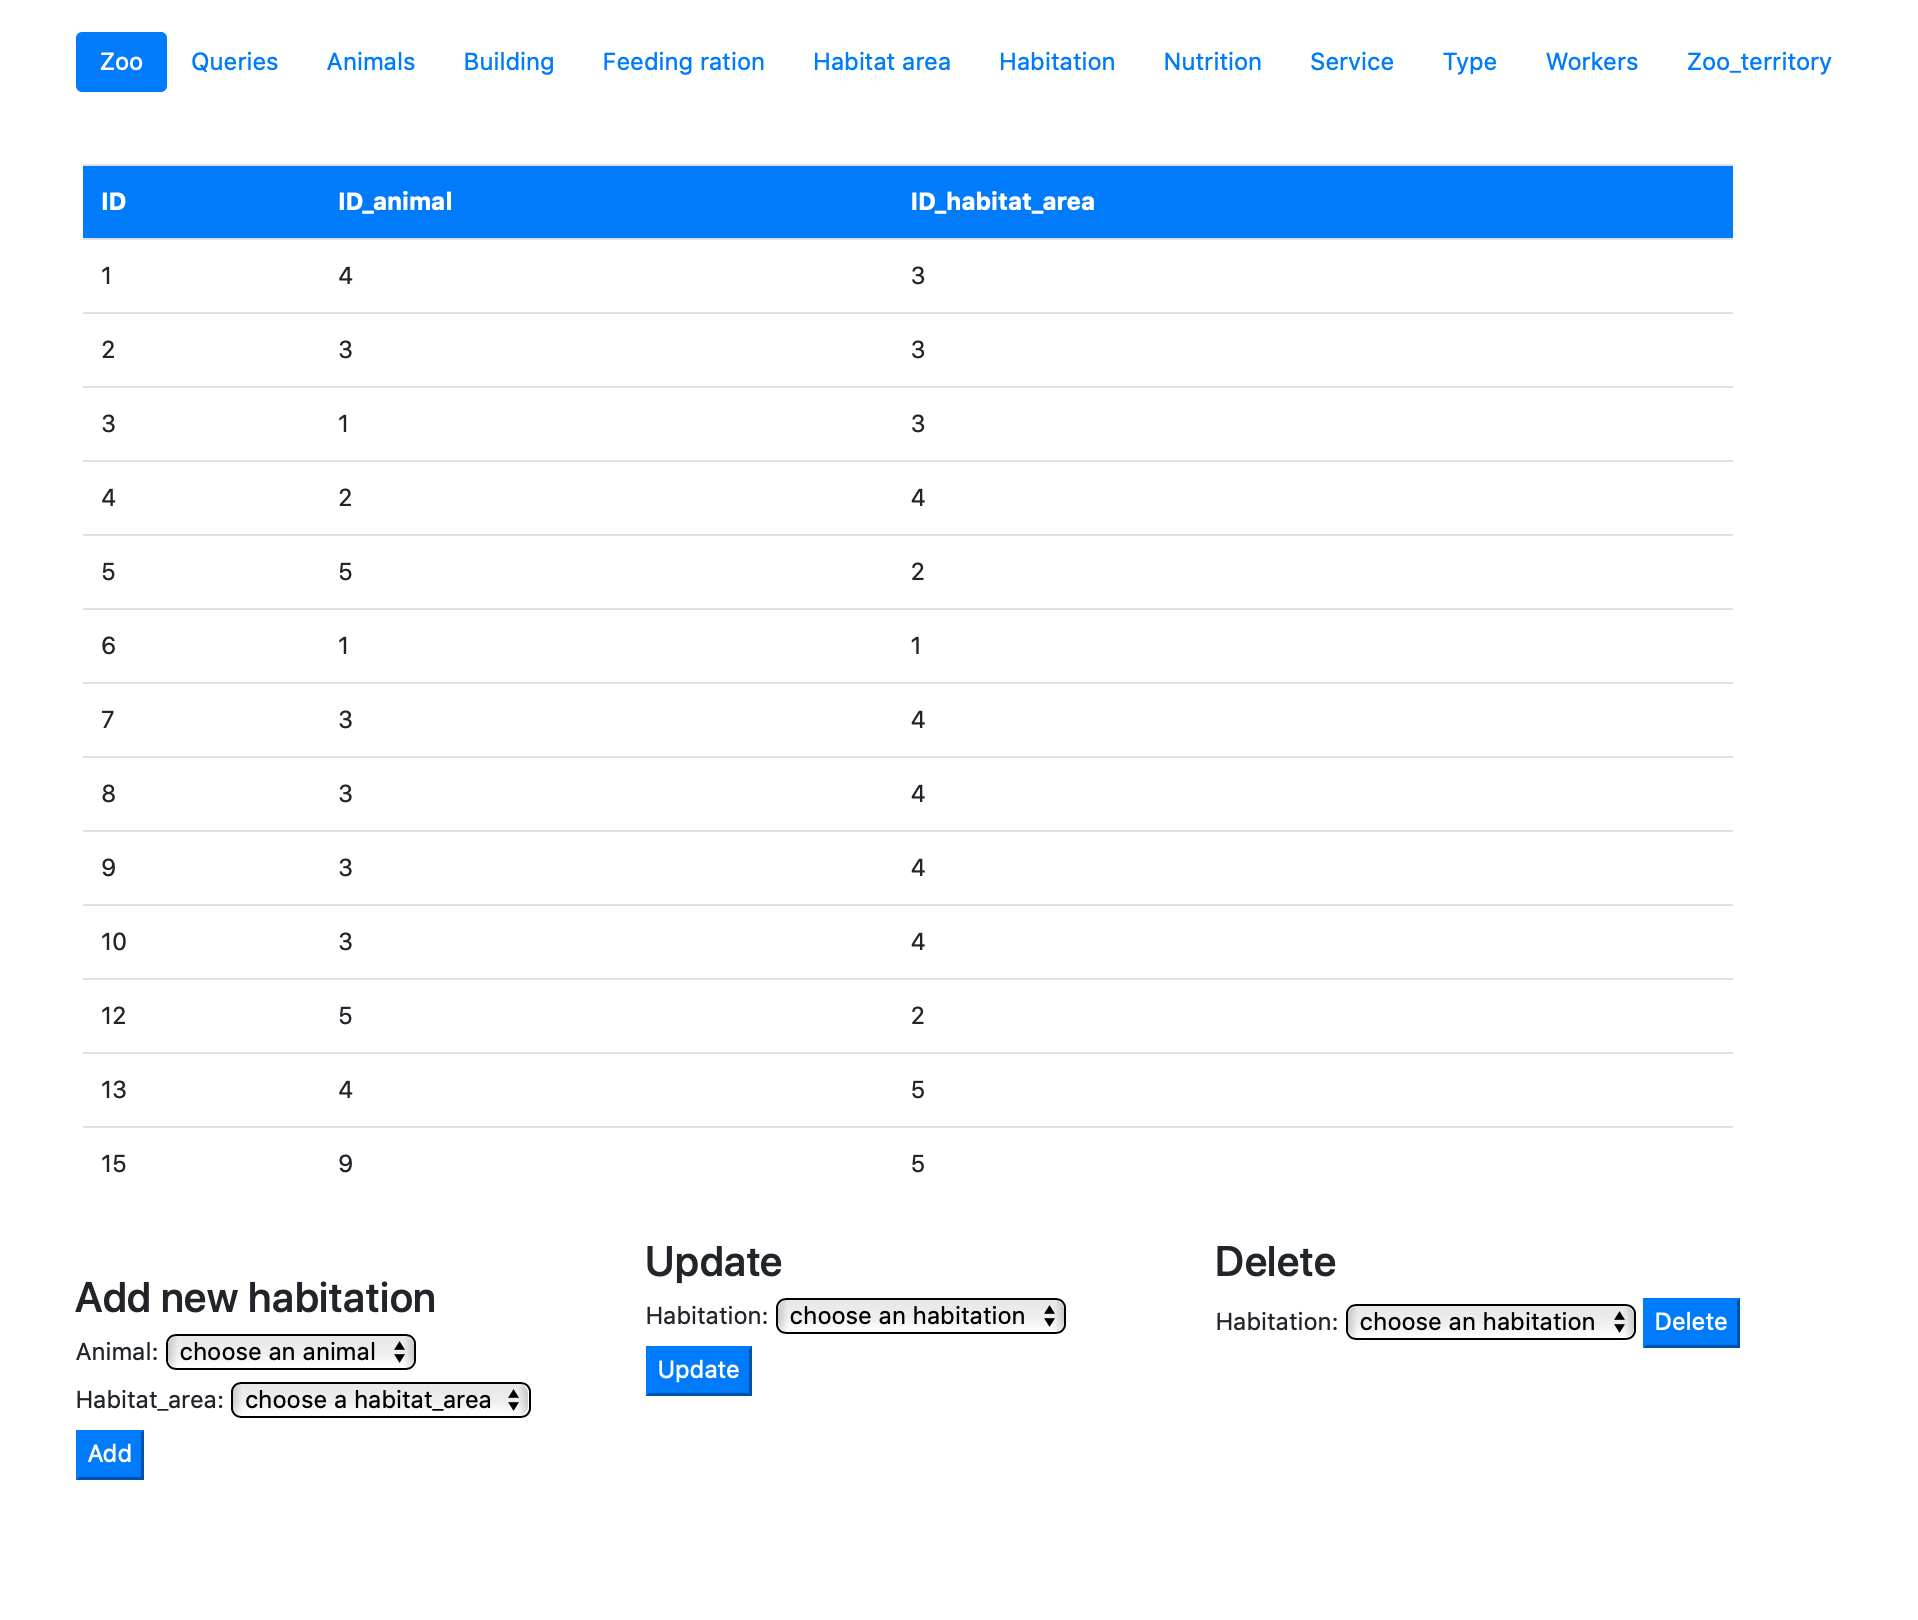 Zoo Queries Animals Building Feeding ration Habitat area Habitation Nutrition Service Type Workers Zoo_territory
ID ID_animal ID_habitat_area
1 4 3
2 3 3
3 1 3
4 2 4
5 5 2
6 1 1
7 3 4
8 3 4
9 3 4
10 3 4
12 5 2
13 4 5
15 9 5
Add new habitation
Animal: choose an animal
Habitat_area: choose a habitat_area
Add
Update
Habitation: choose an habitation
Update
Delete
Habitation: choose an habitation Delete